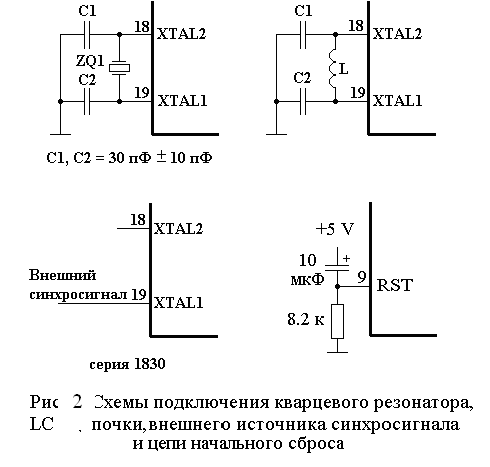 C1
18
XTAL2
ZQ1
C2
19
XTAL1
C1, C2 = 30 пФ ± 10 пФ
C1
18
XTAL2
L
C2
19
XTAL1
18
XTAL2
Внешний
синхросигнал 19
XTAL1
серия 1830
+5 V
10
мкФ
+
9
RST
8.2 к
Рис 2 Схемы подключения кварцевого резонатора,
LC почки, внешнего источника синхросигнала
и цепи начального сброса